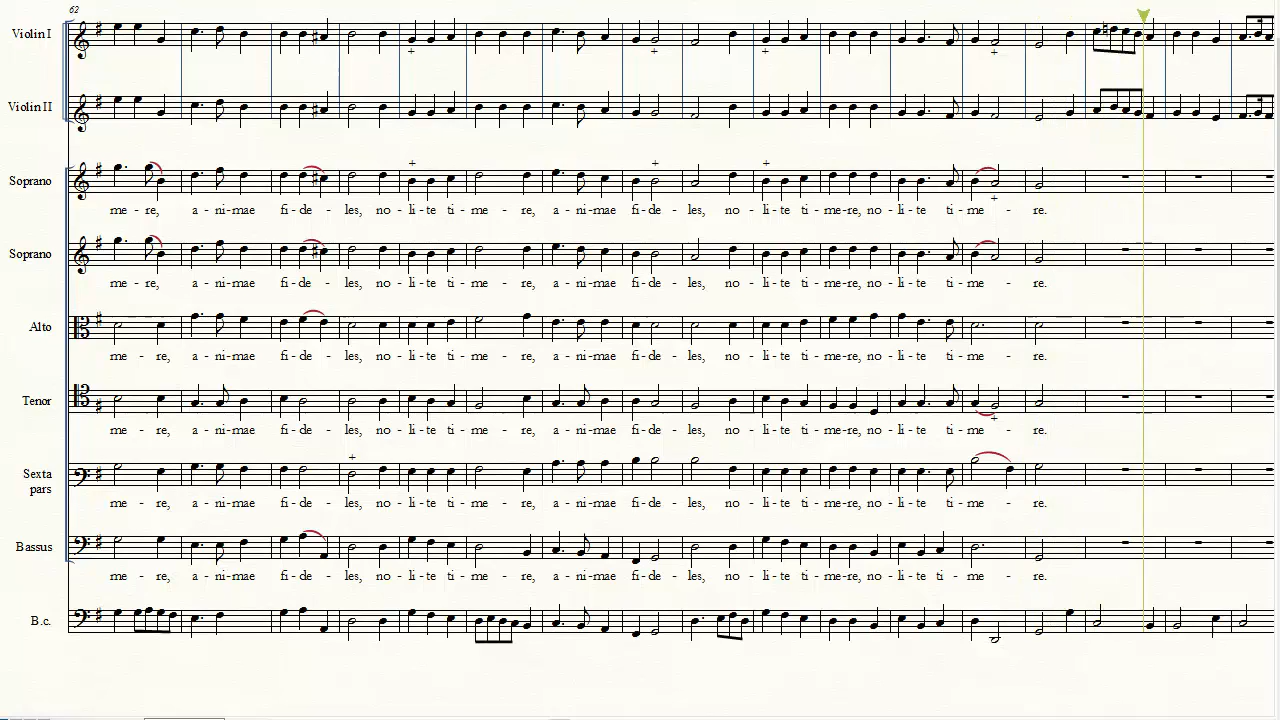 62
Violin I
Violin II
Soprano
me - re, a - ni-mae fi-de - les, no - li - te ti - me - re, a - ni-mae fi-de - les, no - li - te ti - me-re, no - li - te ti - me - re.
Soprano
me - re, a - ni-mae fi-de - les, no - li - te ti - me - re, a - ni-mae fi-de - les, no - li - te ti - me-re, no - li - te ti - me - re.
Alto
me - re, a - ni-mae fi-de - les, no - li - te ti - me - re, a - ni-mae fi-de - les, no - li - te ti - me-re, no - li - te ti - me - re.
Tenor
me - re, a - ni-mae fi-de - les, no - li - te ti - me - re, a - ni-mae fi-de - les, no - li - te ti - me-re, no - li - te ti - me - re.
Sexta
pars
me - re, a - ni-mae fi-de - les, no - li - te ti - me - re, a - ni-mae fi-de - les, no - li - te ti - me-re, no - li - te ti - me - re.
Bassus
me - re, a - ni-mae fi-de - les, no - li - te ti - me - re, a - ni-mae fi-de - les, no - li - te ti - me-re, no - li - te ti - me - re.
B.c.